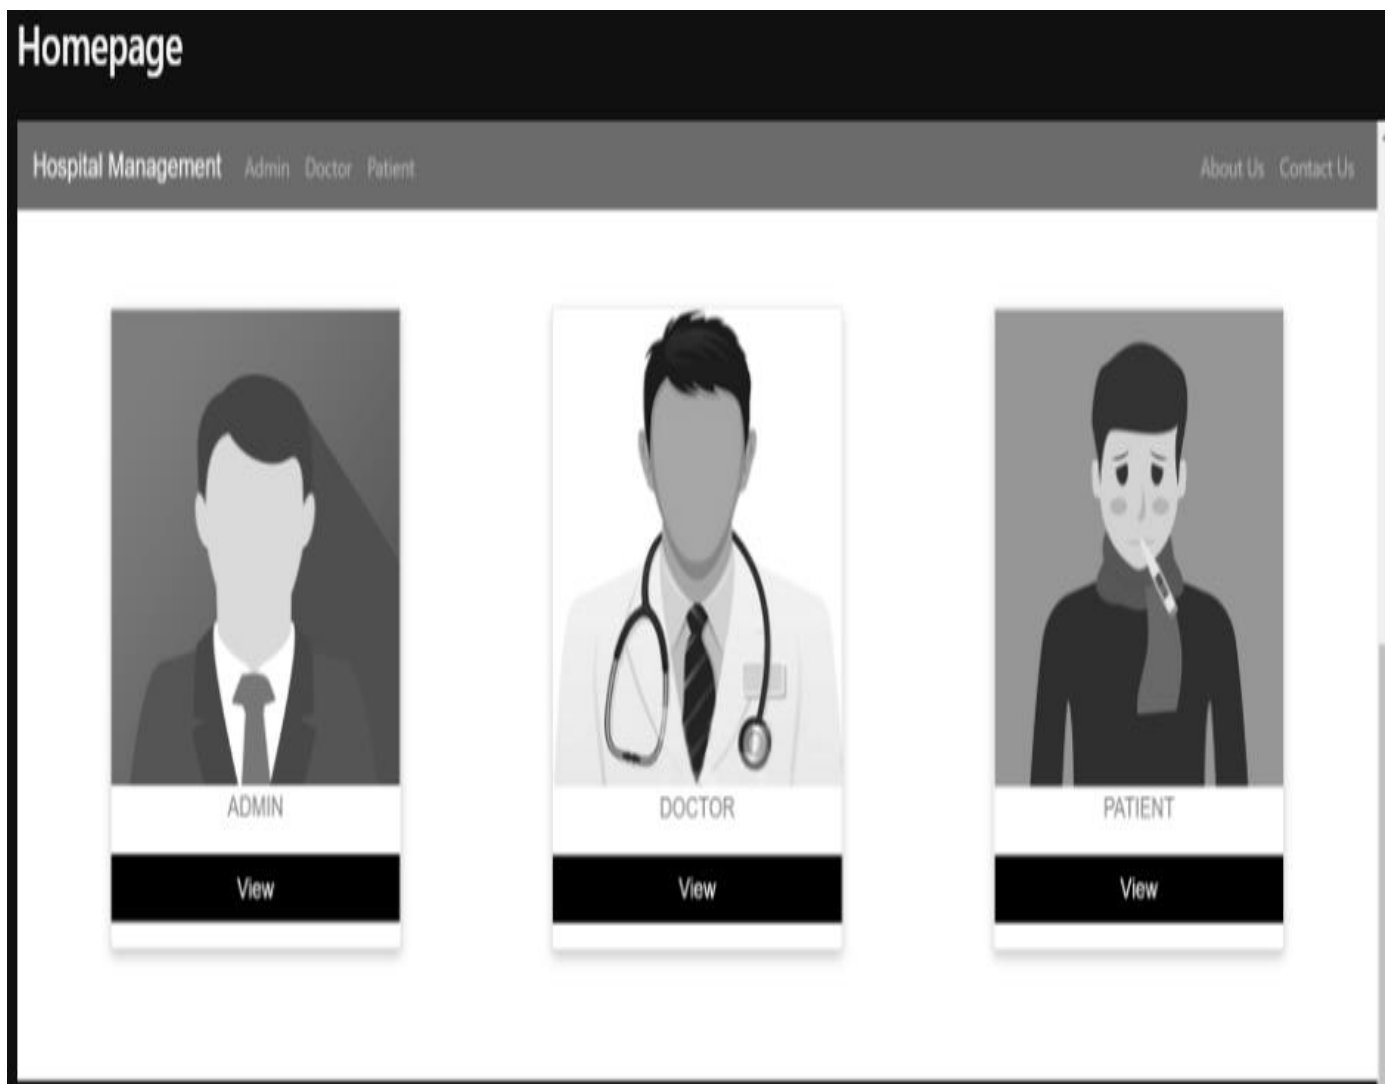 Homepage
Hospital Management Admin Doctor Patient About Us Contact Us
ADMIN DOCTOR PATIENT
View View View